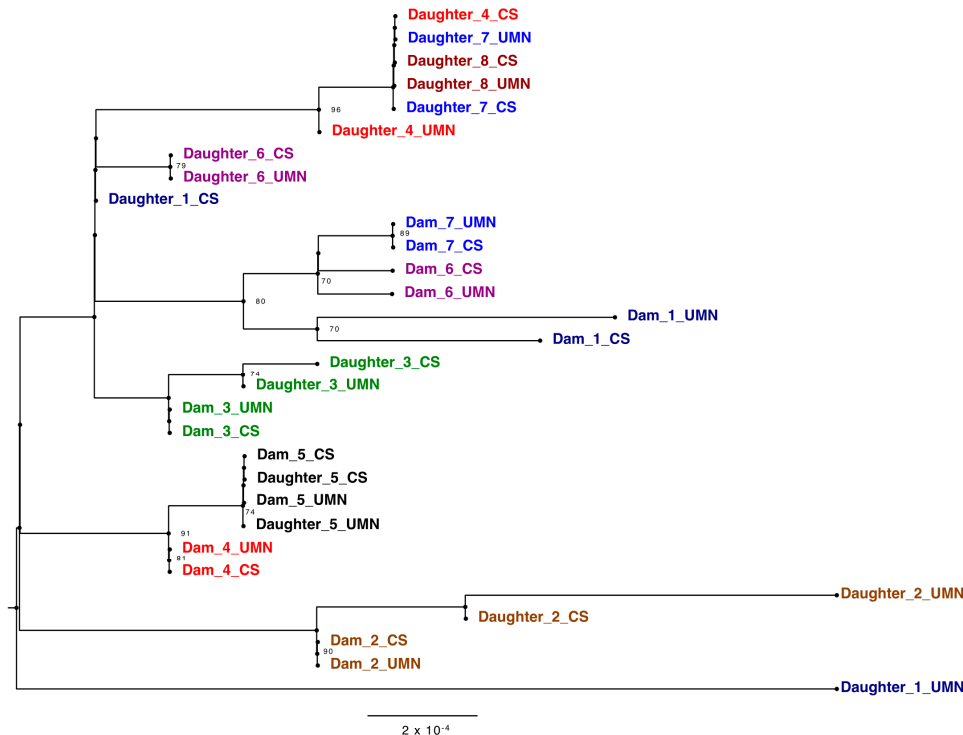 Daughter_4_CS
Daughter_7_UMN
Daughter_8_CS
Daughter_8_UMN
Daughter_7_CS
96
Daughter_4_UMN
Daughter_6_CS
79
Daughter_6_UMN
Daughter_1_CS
Dam_7_UMN
89
Dam_7_CS
Dam_6_CS
70
Dam_6_UMN
80
Dam_1_UMN
70
Dam_1_CS
Daughter_3_CS
74
Daughter_3_UMN
Dam_3_UMN
Dam_3_CS
Dam_5_CS
Daughter_5_CS
Dam_5_UMN
74
Daughter_5_UMN
91
Dam_4_UMN
81
Dam_4_CS
Daughter_2_UMN
Daughter_2_CS
Dam_2_CS
90
Dam_2_UMN
Daughter_1_UMN
2 x 10⁻⁴